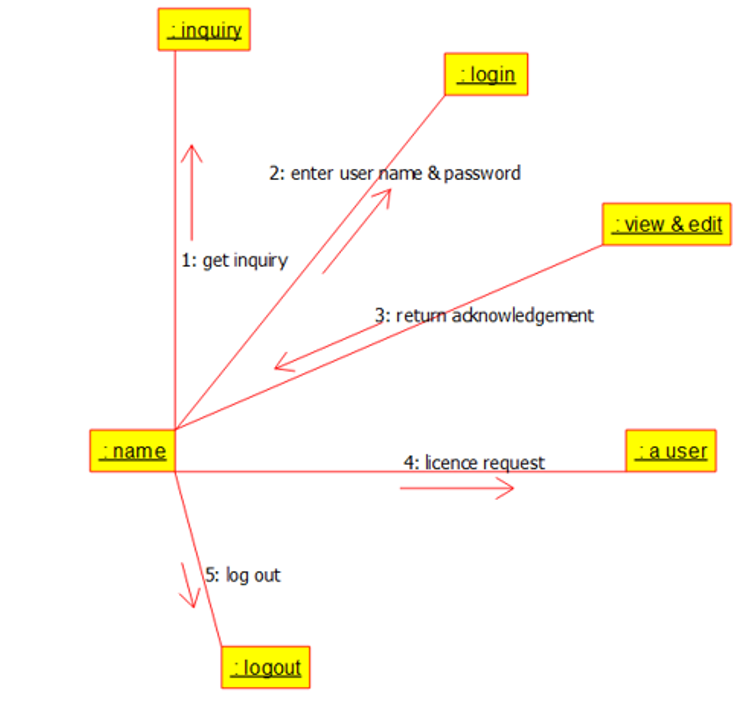 : inquiry
: login
2: enter user name & password
: view & edit
1: get inquiry
3: return acknowledgement
: name
4: licence request
: a user
5: log out
: logout